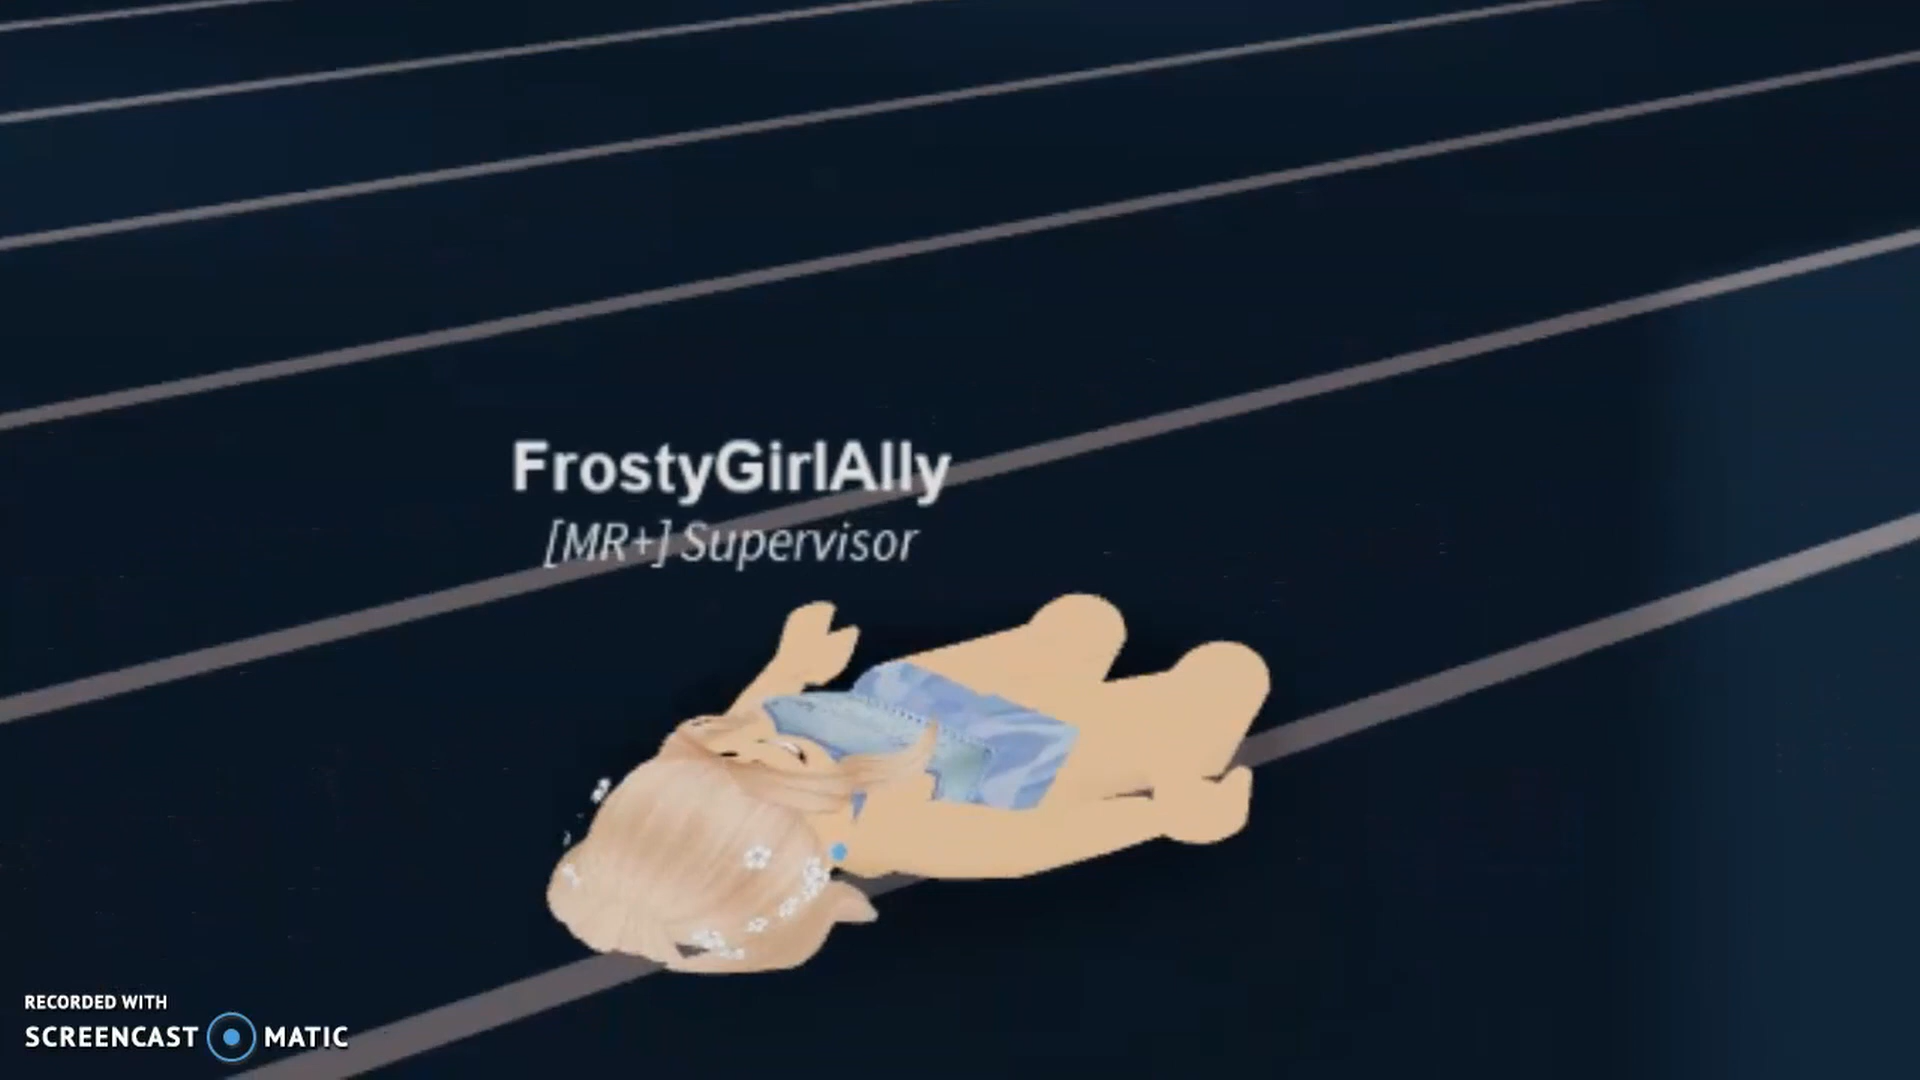 FrostyGirlAlly
[MR+] Supervisor
RECORDED WITH
SCREENCAST MATIC